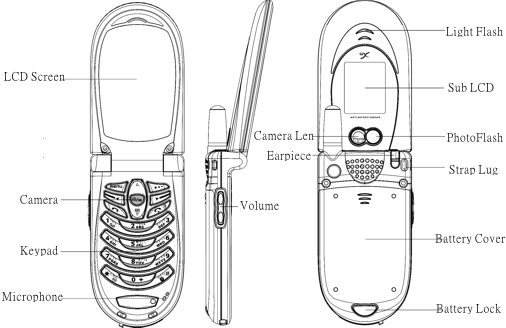 Light Flash
LCD Screen
Sub LCD
Camera Len
PhotoFlash
Earpiece
Strap Lug
Camera
Volume
Battery Cover
Keypad
Microphone
Battery Lock